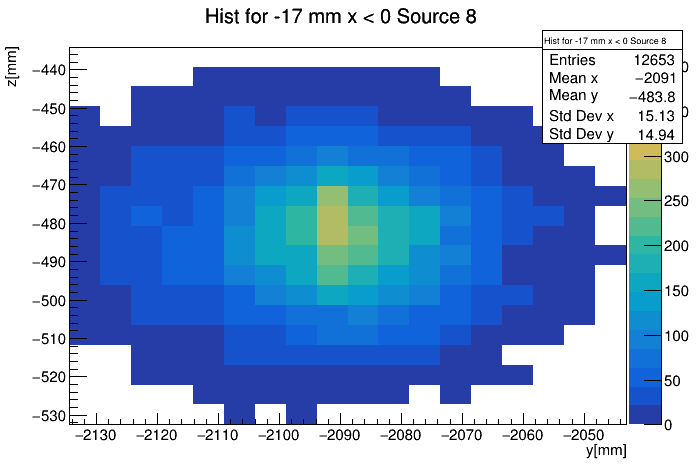 Hist for -17 mm x < 0 Source 8
z[mm]
Hist for -17 mm x < 0 Source 8
Entries 12653
Mean x −2091
Mean y −483.8
Std Dev x 15.13
Std Dev y 14.94
−440
−450
−460
−470
−480
−490
−500
−510
−520
−530
300
250
200
150
100
50
0
−2130 −2120 −2110 −2100 −2090 −2080 −2070 −2060 −2050
y[mm]